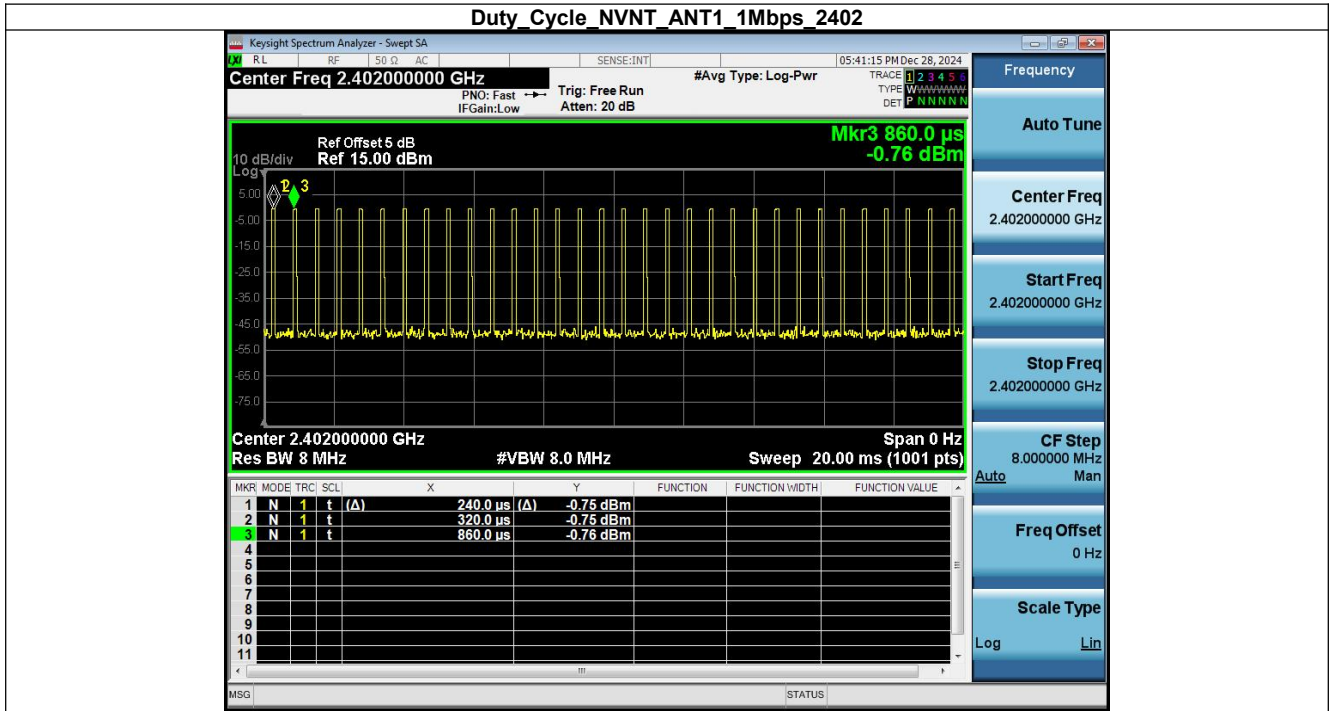 Duty_Cycle_NVNT_ANT1_1Mbps_2402
Keysight Spectrum Analyzer - Swept SA
LXI RL RF 50 Ω AC SENSE:INT 05:41:15 PM Dec 28, 2024
Center Freq 2.402000000 GHz #Avg Type: Log-Pwr TRACE 1 2 3 4 5 6
PNO: Fast Trig: Free Run TYPE WWWWWW
IFGain:Low Atten: 20 dB DET P N N N N N
Frequency
Auto Tune
Center Freq
2.402000000 GHz
Start Freq
2.402000000 GHz
Stop Freq
2.402000000 GHz
CF Step
8.000000 MHz
Auto Man
Freq Offset
0 Hz
Scale Type
Log Lin
Mkr3 860.0 µs
-0.76 dBm
Ref Offset 5 dB
10 dB/div Ref 15.00 dBm
Log
1 2 3
5.00
-5.00
-15.0
-25.0
-35.0
-45.0
-55.0
-65.0
-75.0
Center 2.402000000 GHz Span 0 Hz
Res BW 8 MHz #VBW 8.0 MHz Sweep 20.00 ms (1001 pts)
MKR MODE TRC SCL X Y FUNCTION FUNCTION WIDTH FUNCTION VALUE
1 N 1 t (Δ) 240.0 µs (Δ) -0.75 dBm
2 N 1 t 320.0 µs -0.75 dBm
3 N 1 t 860.0 µs -0.76 dBm
4
5
6
7
8
9
10
11
MSG STATUS